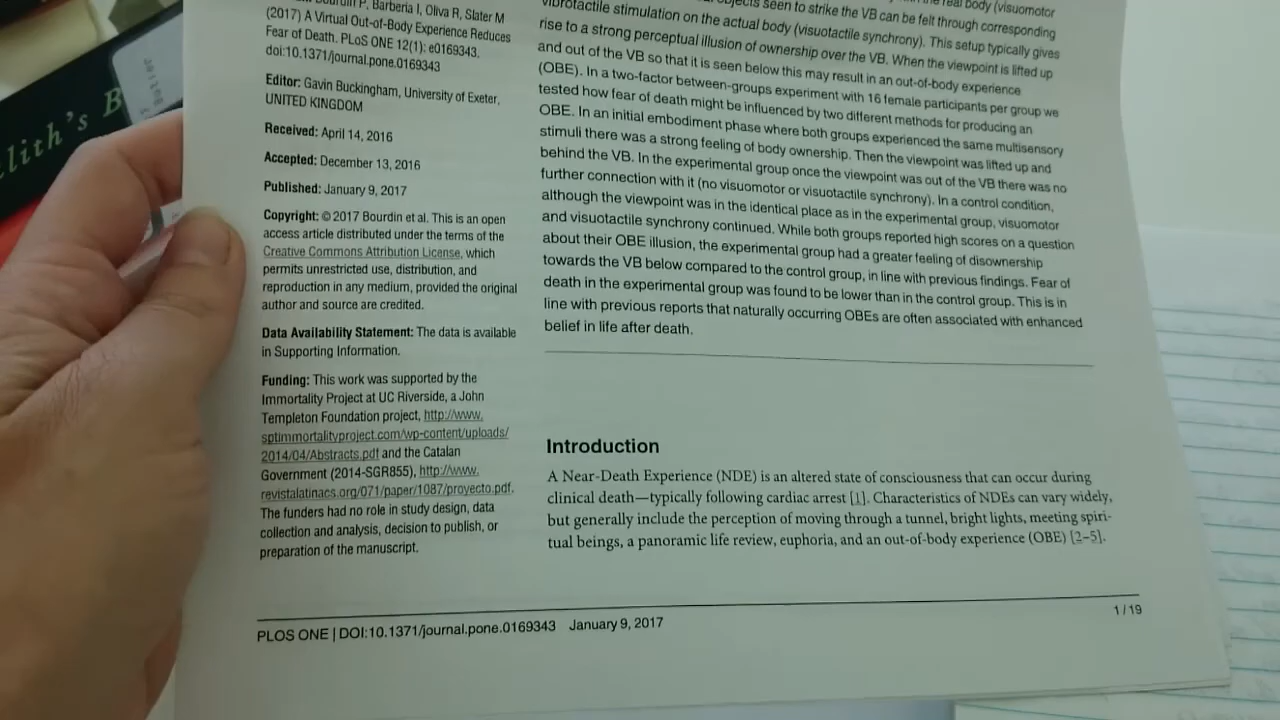 Bourdin P, Barberia I, Oliva R, Slater M
(2017) A Virtual Out-of-Body Experience Reduces
Fear of Death. PLoS ONE 12(1): e0169343.
doi:10.1371/journal.pone.0169343
Editor: Gavin Buckingham, University of Exeter,
UNITED KINGDOM
Received: April 14, 2016
Accepted: December 13, 2016
Published: January 9, 2017
Copyright: © 2017 Bourdin et al. This is an open
access article distributed under the terms of the
Creative Commons Attribution License, which
permits unrestricted use, distribution, and
reproduction in any medium, provided the original
author and source are credited.
Data Availability Statement: The data is available
in Supporting Information.
Funding: This work was supported by the
Immortality Project at UC Riverside, a John
Templeton Foundation project, http://www.
sptimmortalityproject.com/wp-content/uploads/
2014/04/Abstracts.pdf and the Catalan
Government (2014-SGR855), http://www.
revistalatinacs.org/071/paper/1087/proyecto.pdf.
The funders had no role in study design, data
collection and analysis, decision to publish, or
preparation of the manuscript.
the real body (visuomotor
objects seen to strike the VB can be felt through corresponding
vibrotactile stimulation on the actual body (visuotactile synchrony). This setup typically gives
rise to a strong perceptual illusion of ownership over the VB. When the viewpoint is lifted up
and out of the VB so that it is seen below this may result in an out-of-body experience
(OBE). In a two-factor between-groups experiment with 16 female participants per group we
tested how fear of death might be influenced by two different methods for producing an
OBE. In an initial embodiment phase where both groups experienced the same multisensory
stimuli there was a strong feeling of body ownership. Then the viewpoint was lifted up and
behind the VB. In the experimental group once the viewpoint was out of the VB there was no
further connection with it (no visuomotor or visuotactile synchrony). In a control condition,
although the viewpoint was in the identical place as in the experimental group, visuomotor
and visuotactile synchrony continued. While both groups reported high scores on a question
about their OBE illusion, the experimental group had a greater feeling of disownership
towards the VB below compared to the control group, in line with previous findings. Fear of
death in the experimental group was found to be lower than in the control group. This is in
line with previous reports that naturally occurring OBEs are often associated with enhanced
belief in life after death.
Introduction
A Near-Death Experience (NDE) is an altered state of consciousness that can occur during
clinical death—typically following cardiac arrest [1]. Characteristics of NDEs can vary widely,
but generally include the perception of moving through a tunnel, bright lights, meeting spiri-
tual beings, a panoramic life review, euphoria, and an out-of-body experience (OBE) [2–5].
PLOS ONE | DOI:10.1371/journal.pone.0169343 January 9, 2017
1 / 19